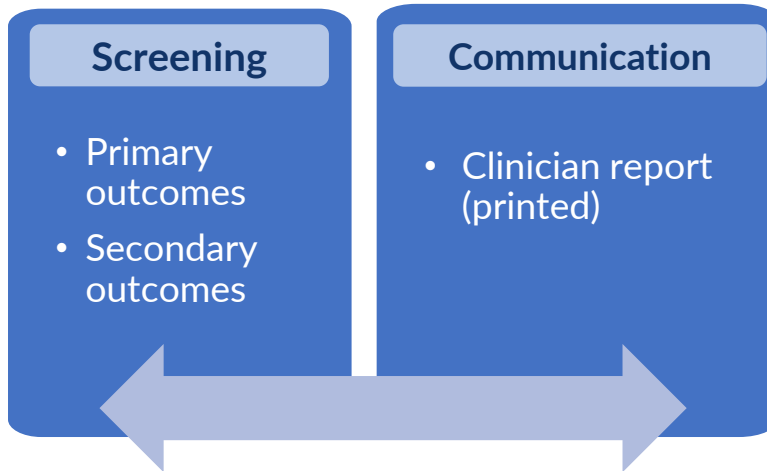 Screening
• Primary
outcomes
• Secondary
outcomes
Communication
• Clinician report
(printed)